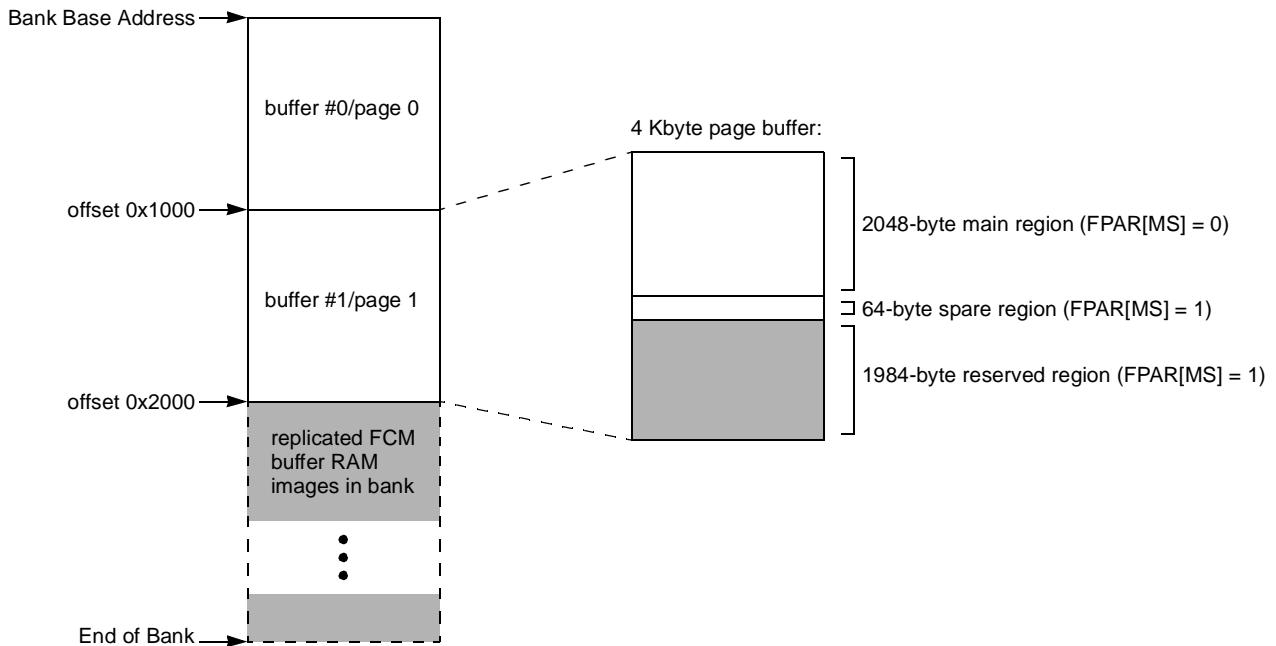 Bank Base Address
buffer #0/page 0
offset 0x1000
buffer #1/page 1
offset 0x2000
replicated FCM
buffer RAM
images in bank
End of Bank
4 Kbyte page buffer:
2048-byte main region (FPAR[MS] = 0)
64-byte spare region (FPAR[MS] = 1)
1984-byte reserved region (FPAR[MS] = 1)